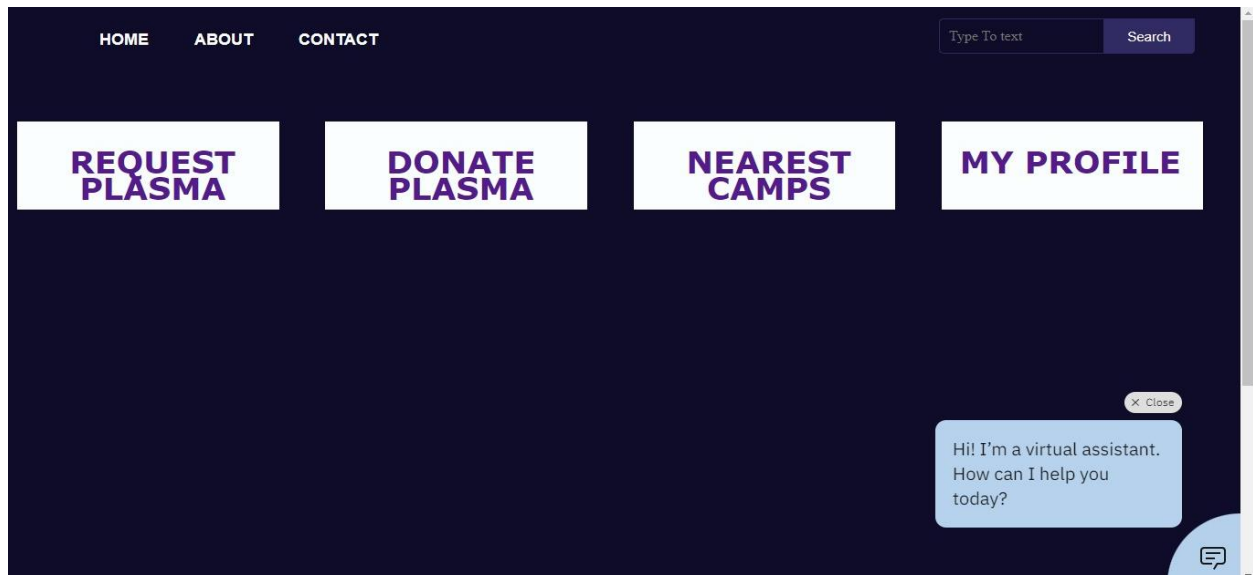 HOME ABOUT CONTACT
Type To text Search
REQUEST
PLASMA
DONATE
PLASMA
NEAREST
CAMPS
MY PROFILE
× Close
Hi! I’m a virtual assistant.
How can I help you
today?